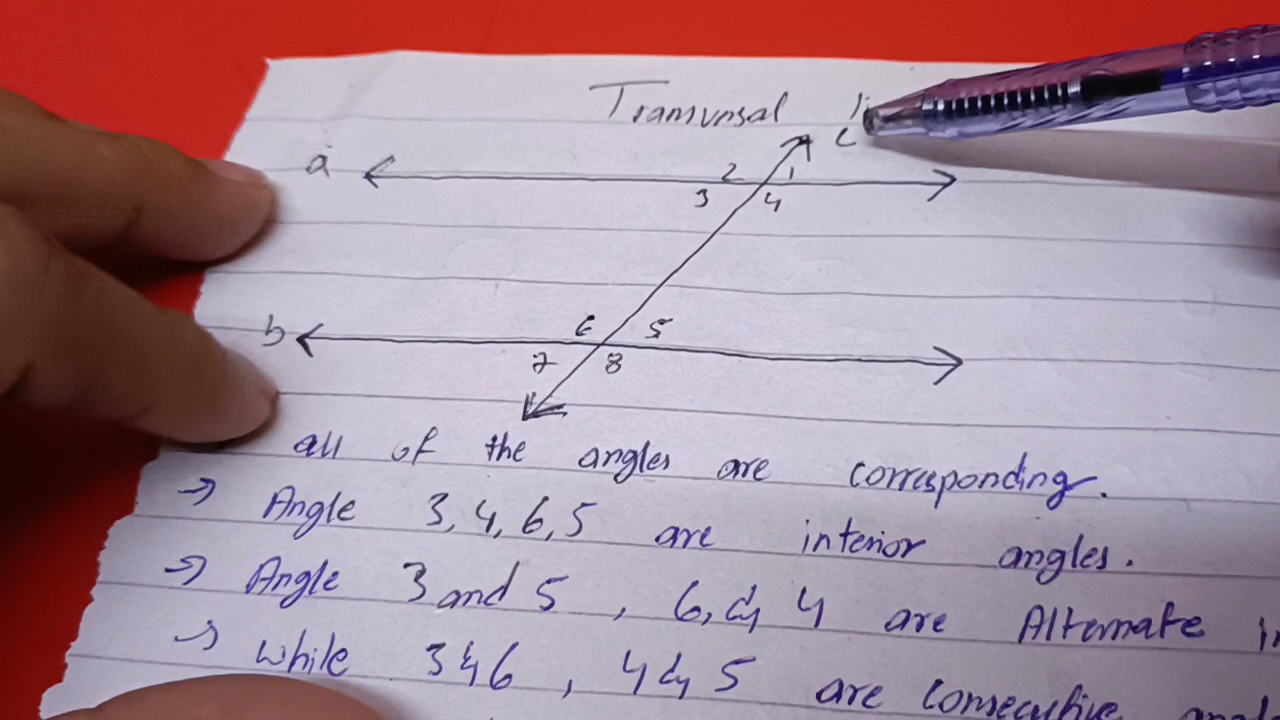 Transversal
c
a
2 1
3 4
b
6 5
7 8
all of the angles are corresponding.
→ Angle 3, 4, 6, 5 are interior angles.
→ Angle 3 and 5 , 6, & 4 are Alternate in
→ while 3 & 6 , 4 & 5 are consecutive